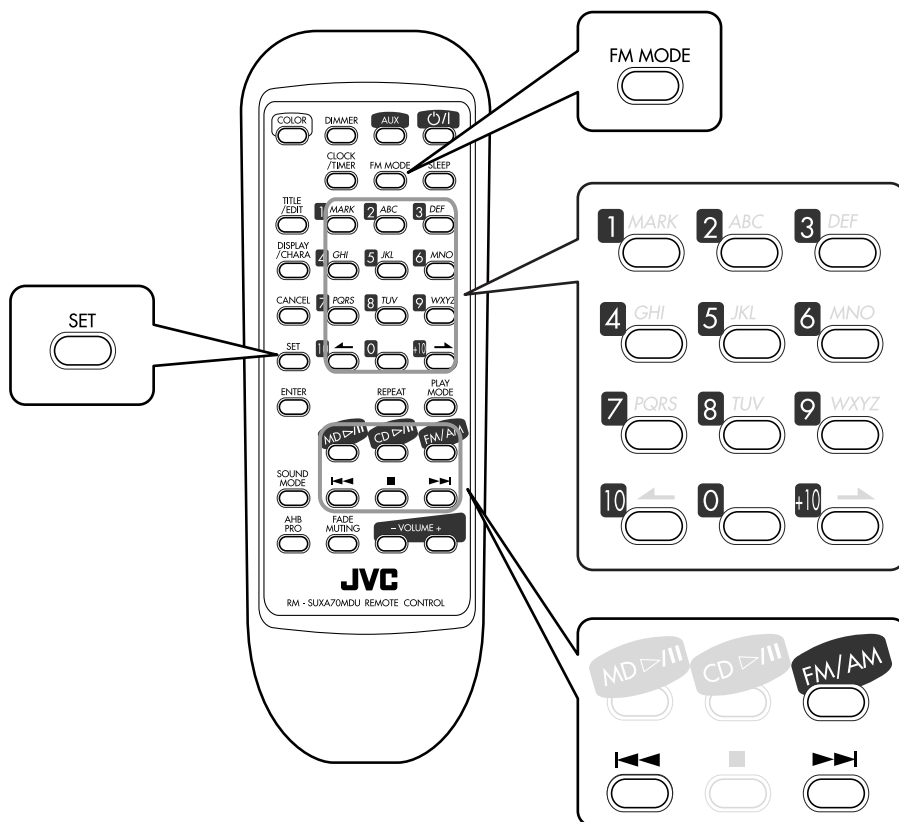 FM MODE
COLOR DIMMER AUX ⏻/I
CLOCK
/TIMER FM MODE SLEEP
TITLE
/EDIT 1 MARK 2 ABC 3 DEF
DISPLAY
/CHARA 4 GHI 5 JKL 6 MNO
CANCEL 7 PQRS 8 TUV 9 WXYZ
SET 10 0 +10
ENTER REPEAT PLAY
MODE
MD ▷/II CD ▷/II FM/AM
SOUND
MODE
AHB
PRO FADE
MUTING – VOLUME +
JVC
RM - SUXA70MDU REMOTE CONTROL
SET
1 MARK 2 ABC 3 DEF
4 GHI 5 JKL 6 MNO
7 PQRS 8 TUV 9 WXYZ
10 0 +10
MD ▷/II CD ▷/II FM/AM